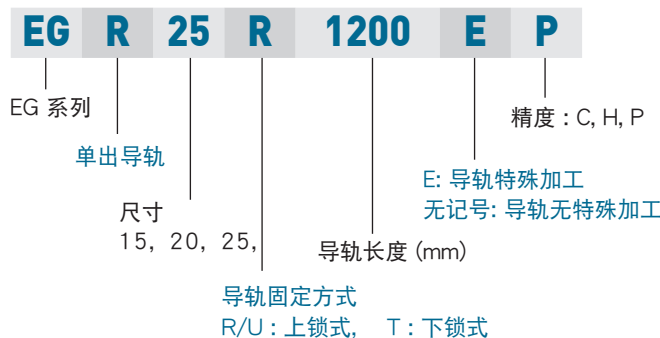 EG R 25 R 1200 E P
EG 系列
精度 : C, H, P
单出导轨
E: 导轨特殊加工
无记号: 导轨无特殊加工
尺寸
15, 20, 25,
导轨长度 (mm)
导轨固定方式
R/U : 上锁式, T : 下锁式